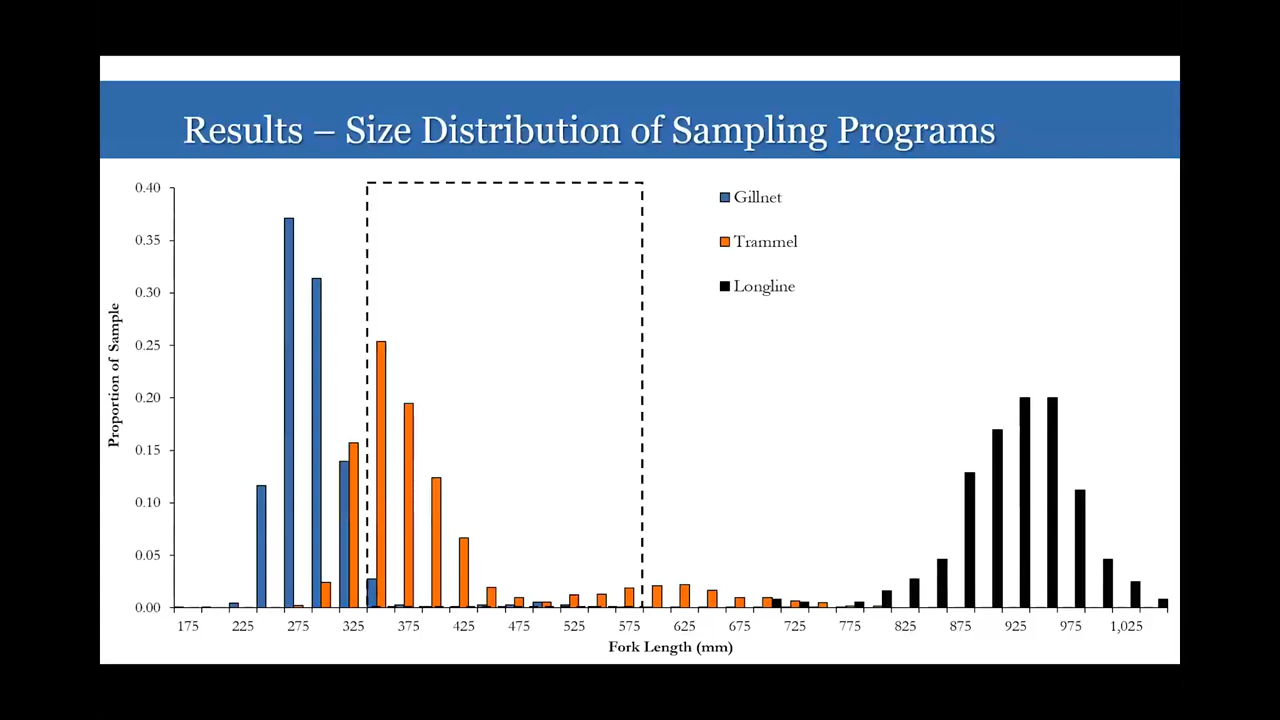 Results – Size Distribution of Sampling Programs
0.40
0.35
0.30
0.25
0.20
0.15
0.10
0.05
0.00
Proportion of Sample
Gillnet
Trammel
Longline
175 225 275 325 375 425 475 525 575 625 675 725 775 825 875 925 975 1,025
Fork Length (mm)